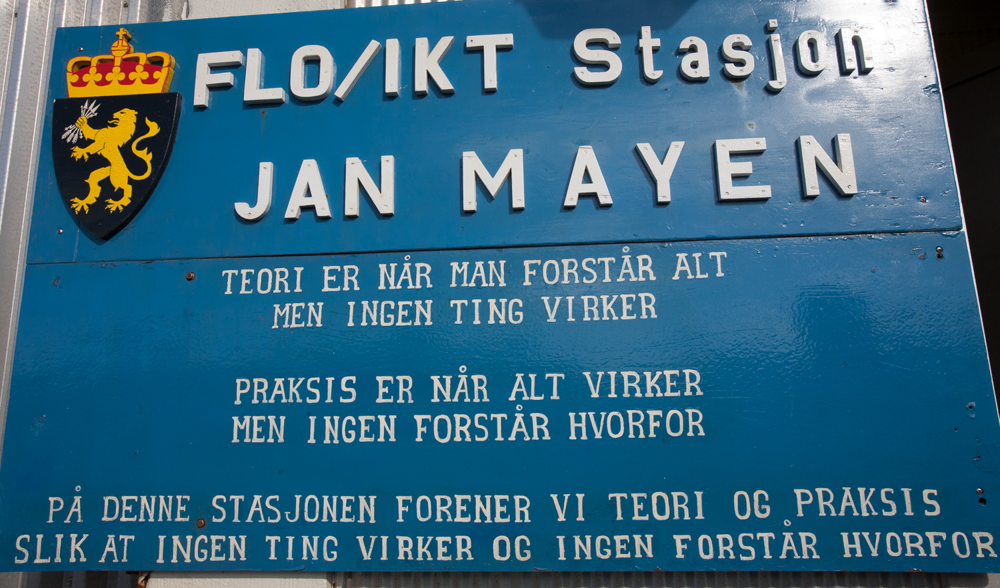 FLO/IKT Stasjon
JAN MAYEN
TEORI ER NÅR MAN FORSTÅR ALT
MEN INGEN TING VIRKER
PRAKSIS ER NÅR ALT VIRKER
MEN INGEN FORSTÅR HVORFOR
PÅ DENNE STASJONEN FORENER VI TEORI OG PRAKSIS
SLIK AT INGEN TING VIRKER OG INGEN FORSTÅR HVORFOR